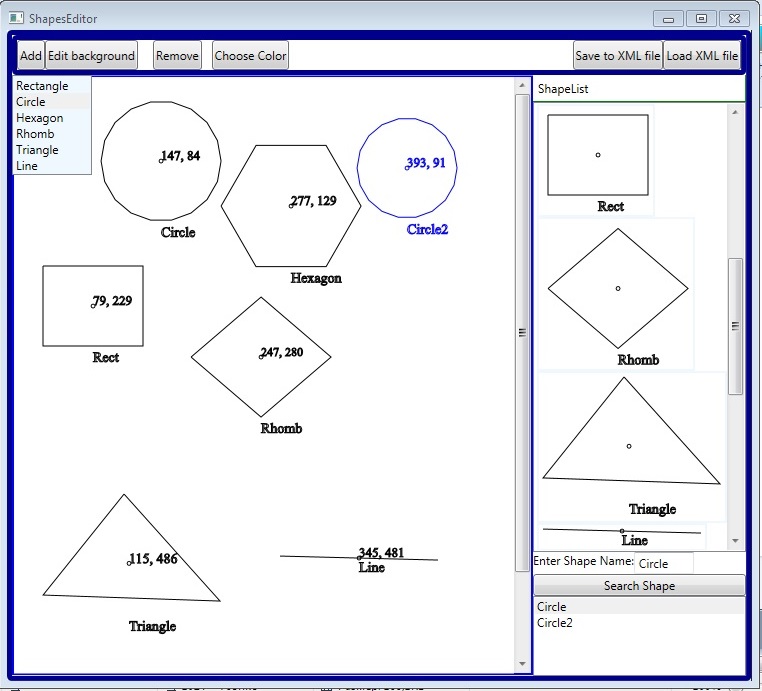 ShapesEditor
Add Edit background Remove Choose Color Save to XML file Load XML file
Rectangle
Circle
Hexagon
Rhomb
Triangle
Line
147, 84
Circle
277, 129
Hexagon
393, 91
Circle2
79, 229
Rect
247, 280
Rhomb
115, 486
Triangle
345, 481
Line
ShapeList
Rect
Rhomb
Triangle
Line
Enter Shape Name: Circle
Search Shape
Circle
Circle2